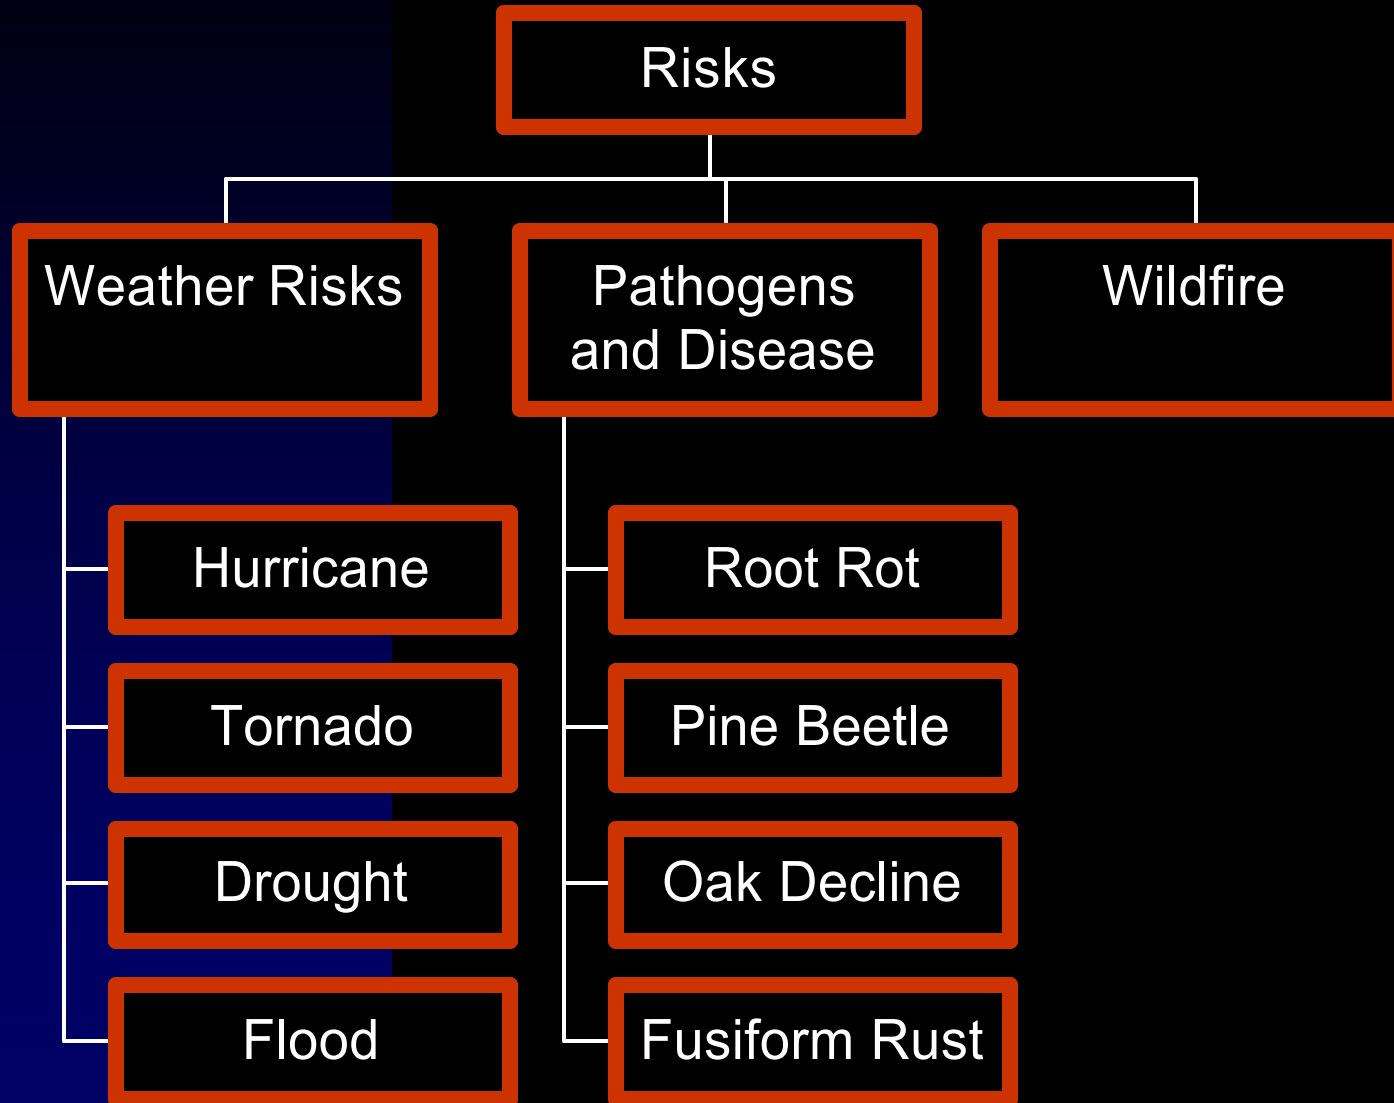 Risks
Weather Risks
Pathogens
and Disease
Wildfire
Hurricane
Tornado
Drought
Flood
Root Rot
Pine Beetle
Oak Decline
Fusiform Rust